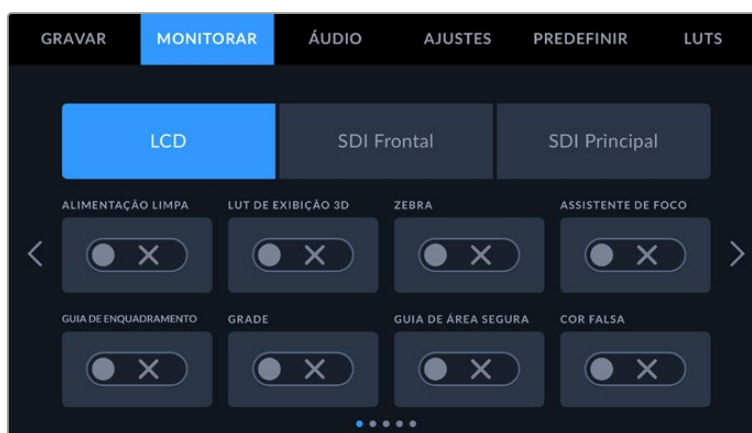 GRAVAR MONITORAR ÁUDIO AJUSTES PREDEFINIR LUTS
LCD SDI Frontal SDI Principal
ALIMENTAÇÃO LIMPA LUT DE EXIBIÇÃO 3D ZEBRA ASSISTENTE DE FOCO
GUIA DE ENQUADRAMENTO GRADE GUIA DE ÁREA SEGURA COR FALSA